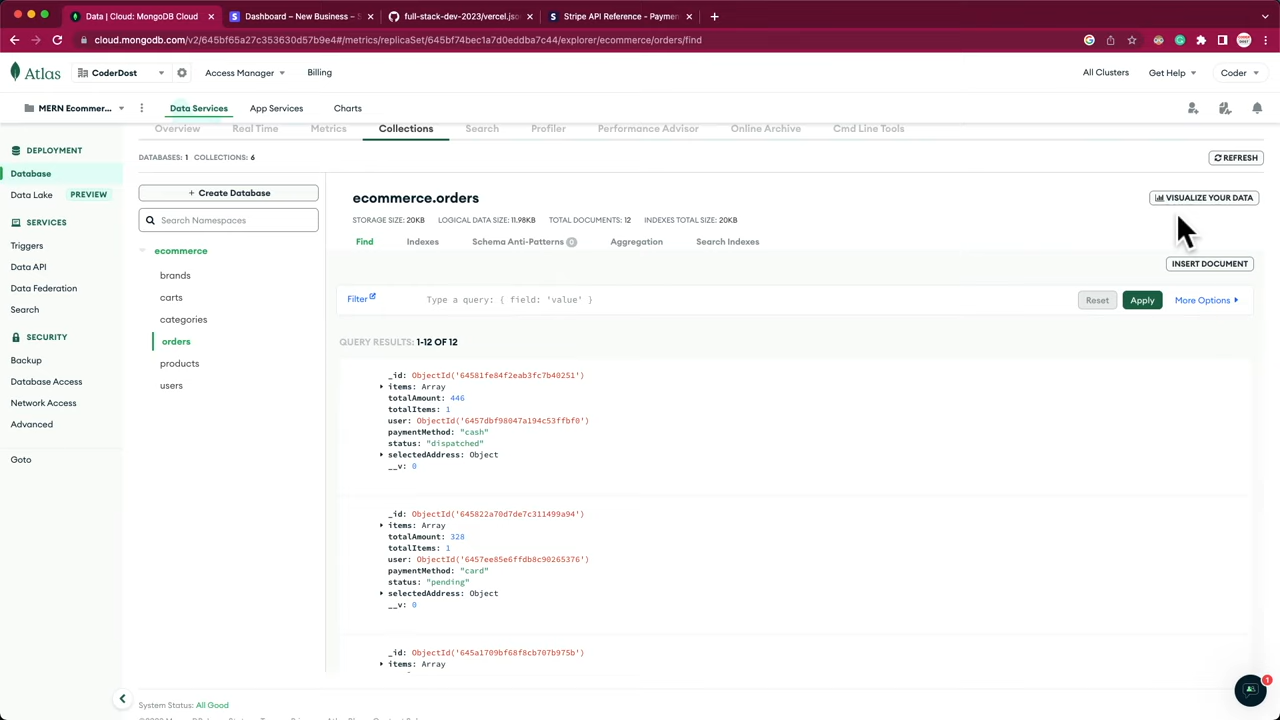 Data | Cloud: MongoDB Cloud
Dashboard – New Business –
full-stack-dev-2023/vercel.jso
Stripe API Reference – Paymen
cloud.mongodb.com/v2/645bf65a27c353630d57b9e4#/metrics/replicaSet/645bf74bec1a7d0eddba7c44/explorer/ecommerce/orders/find
Atlas
CoderDost
Access Manager
Billing
All Clusters
Get Help
Coder
MERN Ecommer...
Data Services
App Services
Charts
Overview
Real Time
Metrics
Collections
Search
Profiler
Performance Advisor
Online Archive
Cmd Line Tools
DEPLOYMENT
Database
Data Lake PREVIEW
SERVICES
Triggers
Data API
Data Federation
Search
SECURITY
Backup
Database Access
Network Access
Advanced
Goto
DATABASES: 1 COLLECTIONS: 6
REFRESH
+ Create Database
Search Namespaces
ecommerce
brands
carts
categories
orders
products
users
ecommerce.orders
VISUALIZE YOUR DATA
STORAGE SIZE: 20KB LOGICAL DATA SIZE: 11.98KB TOTAL DOCUMENTS: 12 INDEXES TOTAL SIZE: 20KB
Find
Indexes
Schema Anti-Patterns 0
Aggregation
Search Indexes
INSERT DOCUMENT
Filter
Type a query: { field: 'value' }
Reset
Apply
More Options
QUERY RESULTS: 1-12 OF 12
_id: ObjectId('64581fe84f2eab3fc7b40251')
items: Array
totalAmount: 446
totalItems: 1
user: ObjectId('6457dbf98047a194c53ffbf0')
paymentMethod: "cash"
status: "dispatched"
selectedAddress: Object
__v: 0
_id: ObjectId('645822a70d7de7c311499a94')
items: Array
totalAmount: 328
totalItems: 1
user: ObjectId('6457ee85e6ffdb8c90265376')
paymentMethod: "card"
status: "pending"
selectedAddress: Object
__v: 0
_id: ObjectId('645a1709bf68f8cb707b975b')
items: Array
System Status: All Good
1